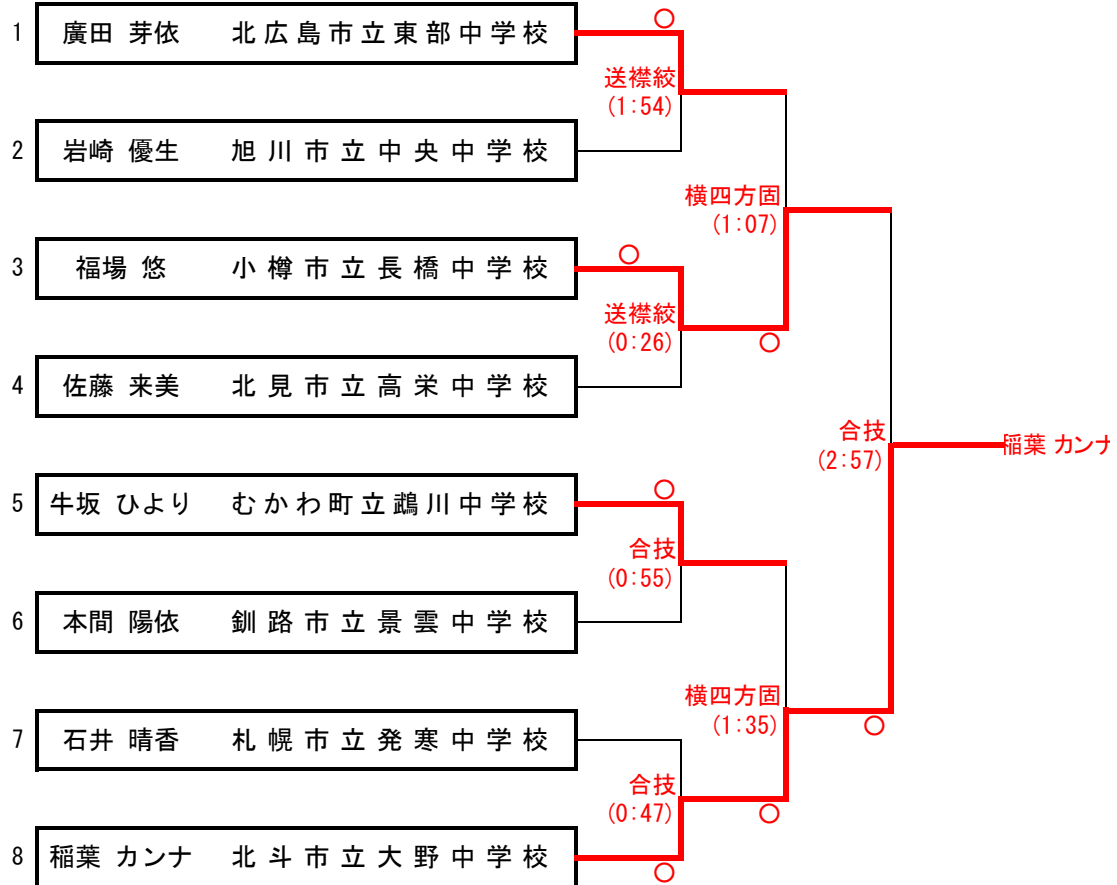 1 廣田 芽依 北広島市立東部中学校
送襟絞
(1:54)
2 岩崎 優生 旭川市立中央中学校
横四方固
(1:07)
3 福場 悠 小樽市立長橋中学校
送襟絞
(0:26)
4 佐藤 来美 北見市立高栄中学校
合技
(2:57)
稲葉 カンナ
5 牛坂 ひより むかわ町立鵡川中学校
合技
(0:55)
6 本間 陽依 釧路市立景雲中学校
横四方固
(1:35)
7 石井 晴香 札幌市立発寒中学校
合技
(0:47)
8 稲葉 カンナ 北斗市立大野中学校